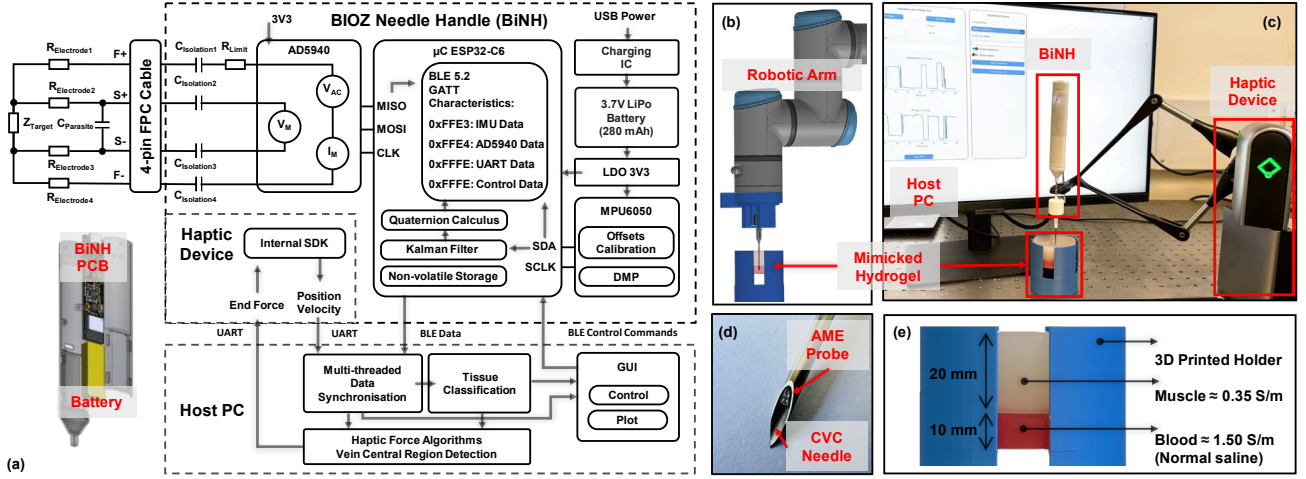 BIOZ Needle Handle (BiNH)
3V3
USB Power
AD5940
V_AC
V_M
I_M
R_Electrode1
F+
C_Isolation1
R_Limit
R_Electrode2
S+
C_Isolation2
Z_Target
C_Parasite
S-
R_Electrode3
C_Isolation3
F-
R_Electrode4
C_Isolation4
4-pin FPC Cable
MISO
MOSI
CLK
µC ESP32-C6
BLE 5.2
GATT
Characteristics:
0xFFE3: IMU Data
0xFFE4: AD5940 Data
0xFFFE: UART Data
0xFFFE: Control Data
Quaternion Calculus
Kalman Filter
Non-volatile Storage
SDA
SCLK
Charging
IC
3.7V LiPo
Battery
(280 mAh)
LDO 3V3
MPU6050
Offsets
Calibration
DMP
Haptic
Device
Internal SDK
End Force
Position
Velocity
UART
UART
BLE Data
BLE Control Commands
Host PC
Multi-threaded
Data
Synchronisation
Tissue
Classification
GUI
Control
Plot
Haptic Force Algorithms
Vein Central Region Detection
BiNH
PCB
Battery
(a)
(b)
Robotic Arm
Mimicked
Hydrogel
(c)
BiNH
Haptic
Device
Host
PC
(d)
AME
Probe
CVC
Needle
(e)
20 mm
10 mm
3D Printed Holder
Muscle ≈ 0.35 S/m
Blood ≈ 1.50 S/m
(Normal saline)